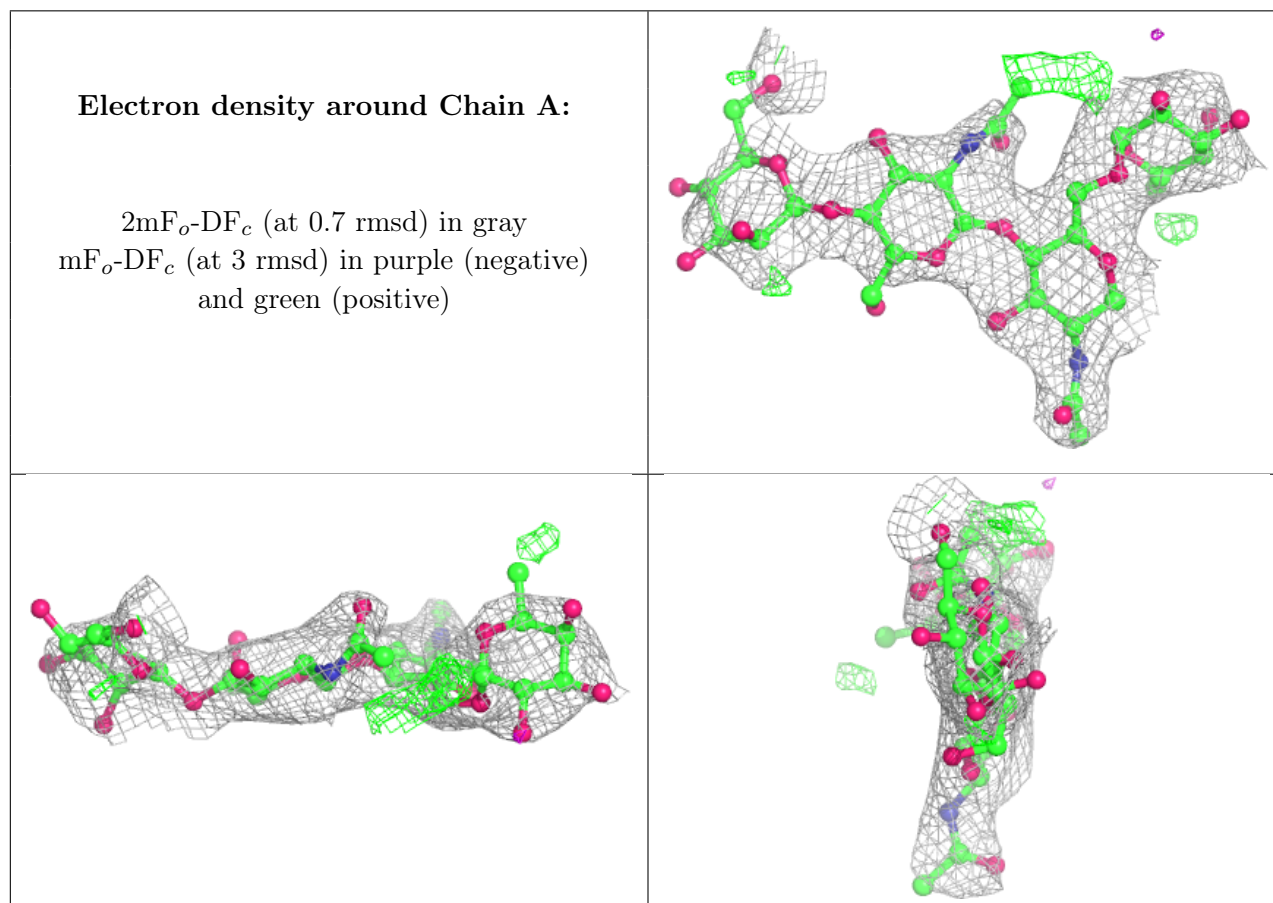 Electron density around Chain A:
2mFo-DFc (at 0.7 rmsd) in gray
mFo-DFc (at 3 rmsd) in purple (negative)
and green (positive)